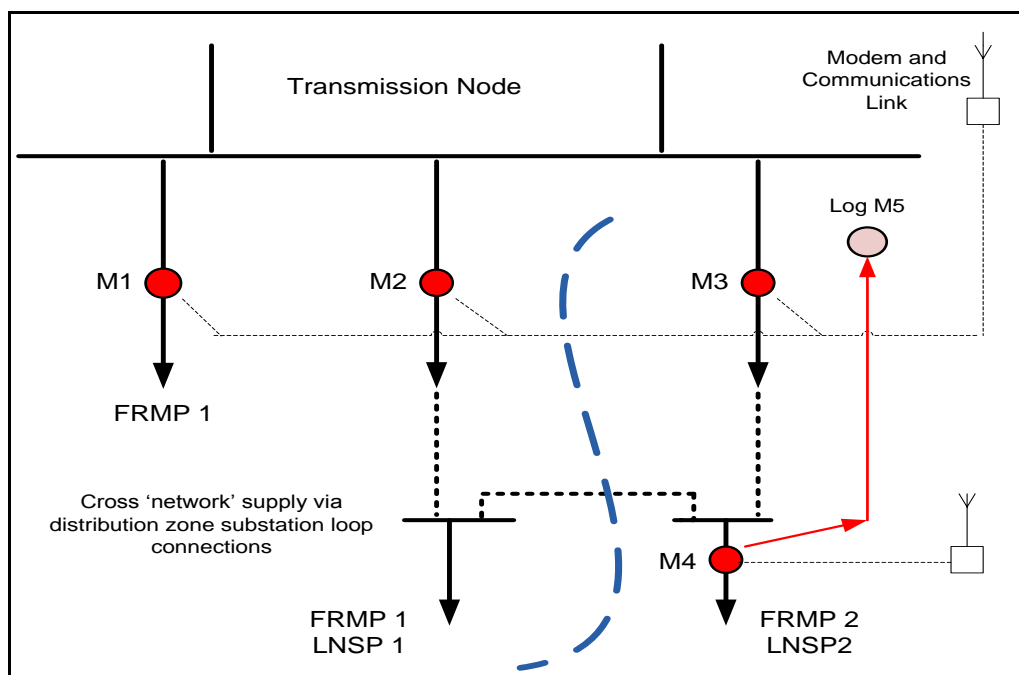 Transmission Node
Modem and
Communications
Link
Log M5
M1
M2
M3
FRMP 1
Cross ‘network’ supply via
distribution zone substation loop
connections
M4
FRMP 1
LNSP 1
FRMP 2
LNSP2